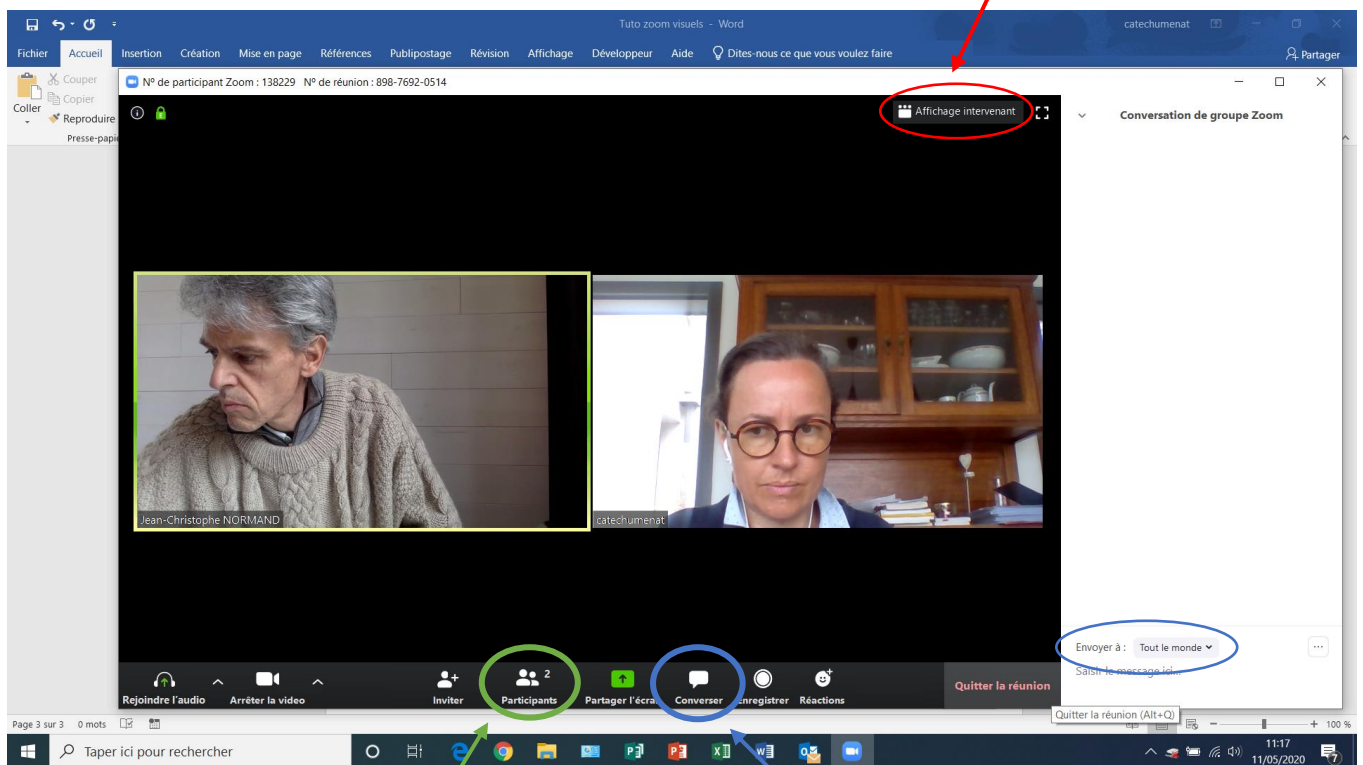 Tuto zoom visuels - Word
catechumenat
Fichier Accueil Insertion Création Mise en page Références Publipostage Révision Affichage Développeur Aide Dites-nous ce que vous voulez faire Partager
Couper
Copier
Coller
Reproduire
Presse-papi
N° de participant Zoom : 138229 N° de réunion : 898-7692-0514
Affichage intervenant
Conversation de groupe Zoom
Jean-Christophe NORMAND
catechumenat
Envoyer à : Tout le monde
Saisir le message ici...
2
Rejoindre l'audio Arrêter la video Inviter Participants Partager l'écran Converser Enregistrer Réactions Quitter la réunion
Quitter la réunion (Alt+Q)
Page 3 sur 3 0 mots 100 %
Taper ici pour rechercher
11:17
11/05/2020
7